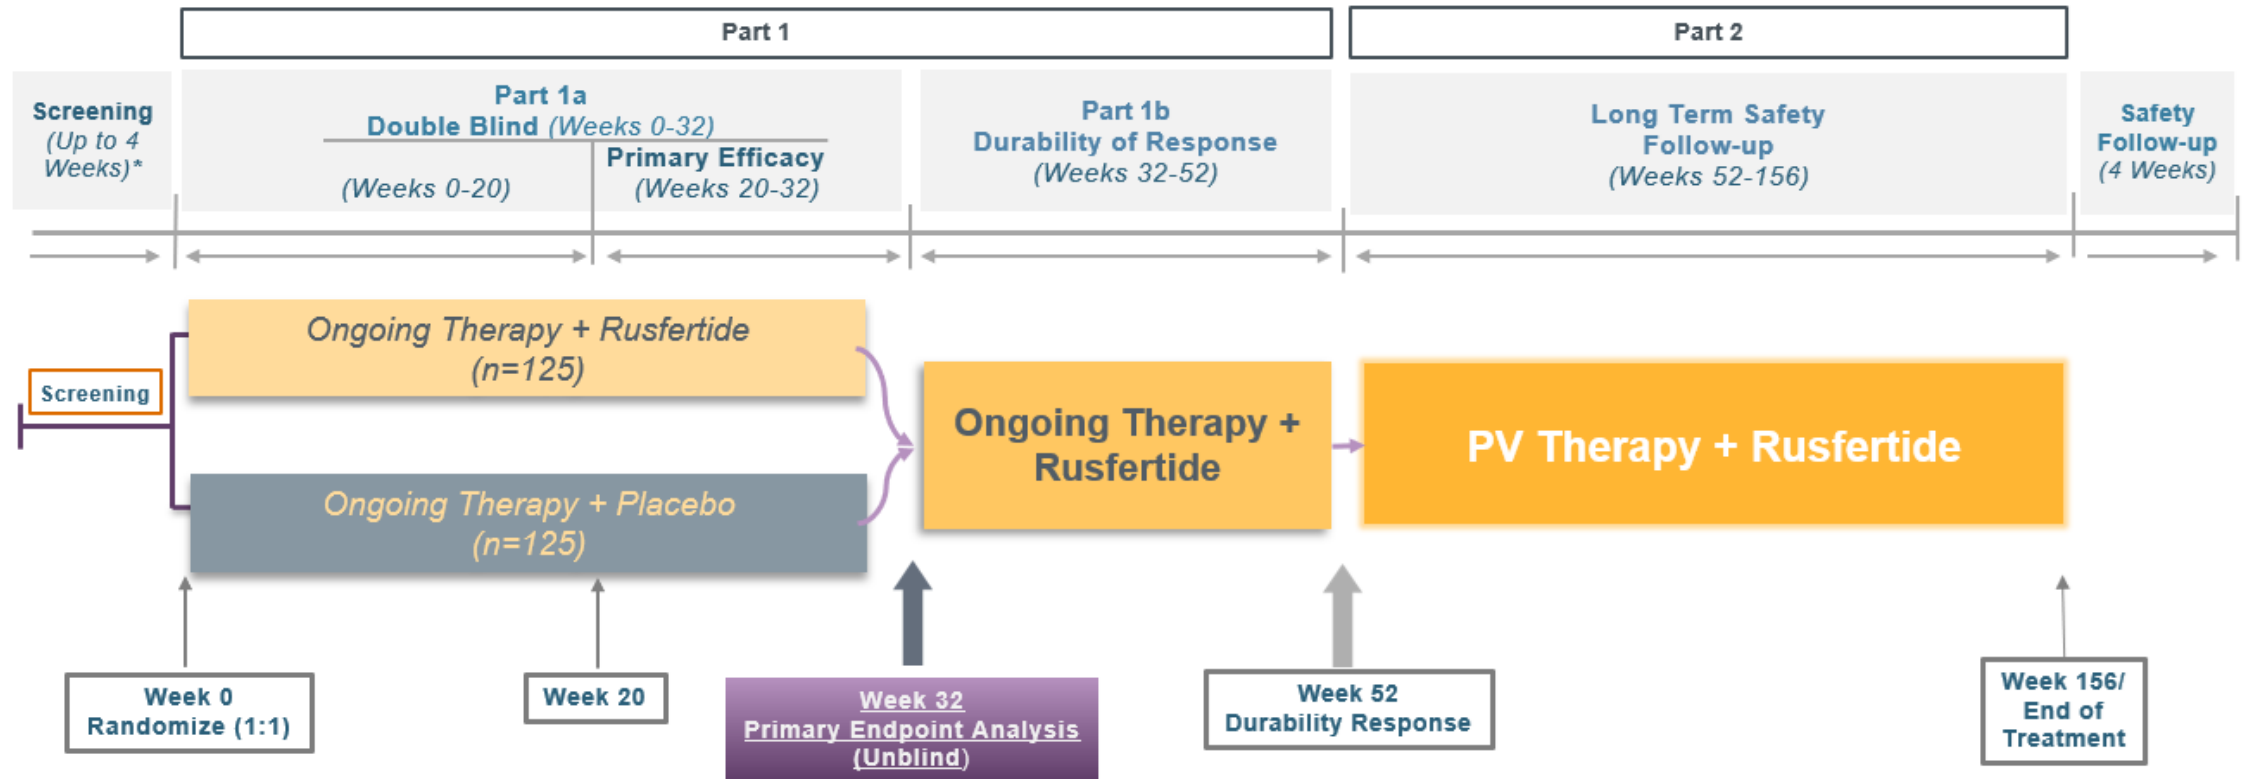 Part 1
Part 2
Screening
(Up to 4
Weeks)*
Part 1a
Double Blind (Weeks 0-32)
(Weeks 0-20)
Primary Efficacy
(Weeks 20-32)
Part 1b
Durability of Response
(Weeks 32-52)
Long Term Safety
Follow-up
(Weeks 52-156)
Safety
Follow-up
(4 Weeks)
Screening
Ongoing Therapy + Rusfertide
(n=125)
Ongoing Therapy + Placebo
(n=125)
Ongoing Therapy +
Rusfertide
PV Therapy + Rusfertide
Week 0
Randomize (1:1)
Week 20
Week 32
Primary Endpoint Analysis
(Unblind)
Week 52
Durability Response
Week 156/
End of
Treatment